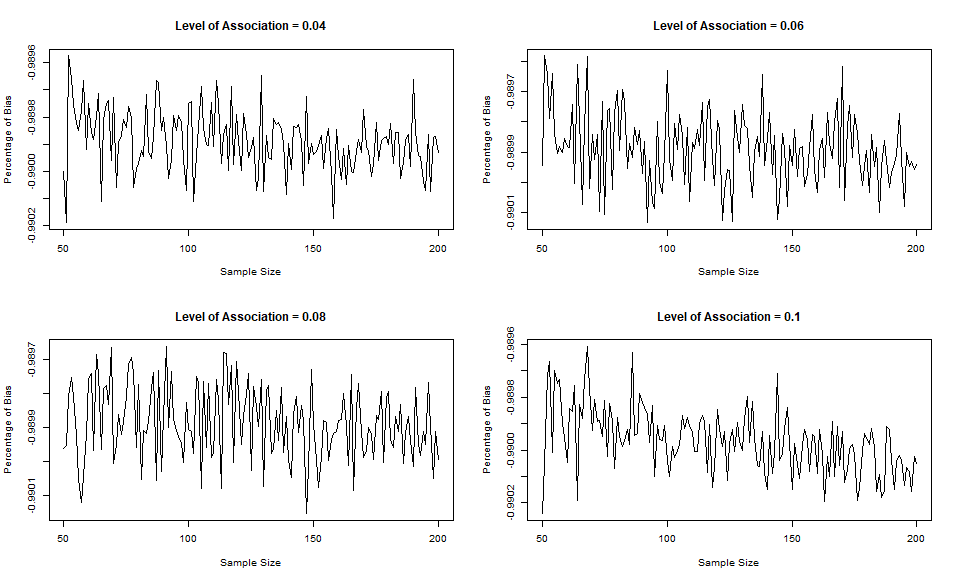 Level of Association = 0.04
Percentage of Bias
-0.9896
-0.9898
-0.9900
-0.9902
50
100
150
200
Sample Size
Level of Association = 0.06
Percentage of Bias
-0.9897
-0.9899
-0.9901
50
100
150
200
Sample Size
Level of Association = 0.08
Percentage of Bias
-0.9897
-0.9899
-0.9901
50
100
150
200
Sample Size
Level of Association = 0.1
Percentage of Bias
-0.9896
-0.9898
-0.9900
-0.9902
50
100
150
200
Sample Size